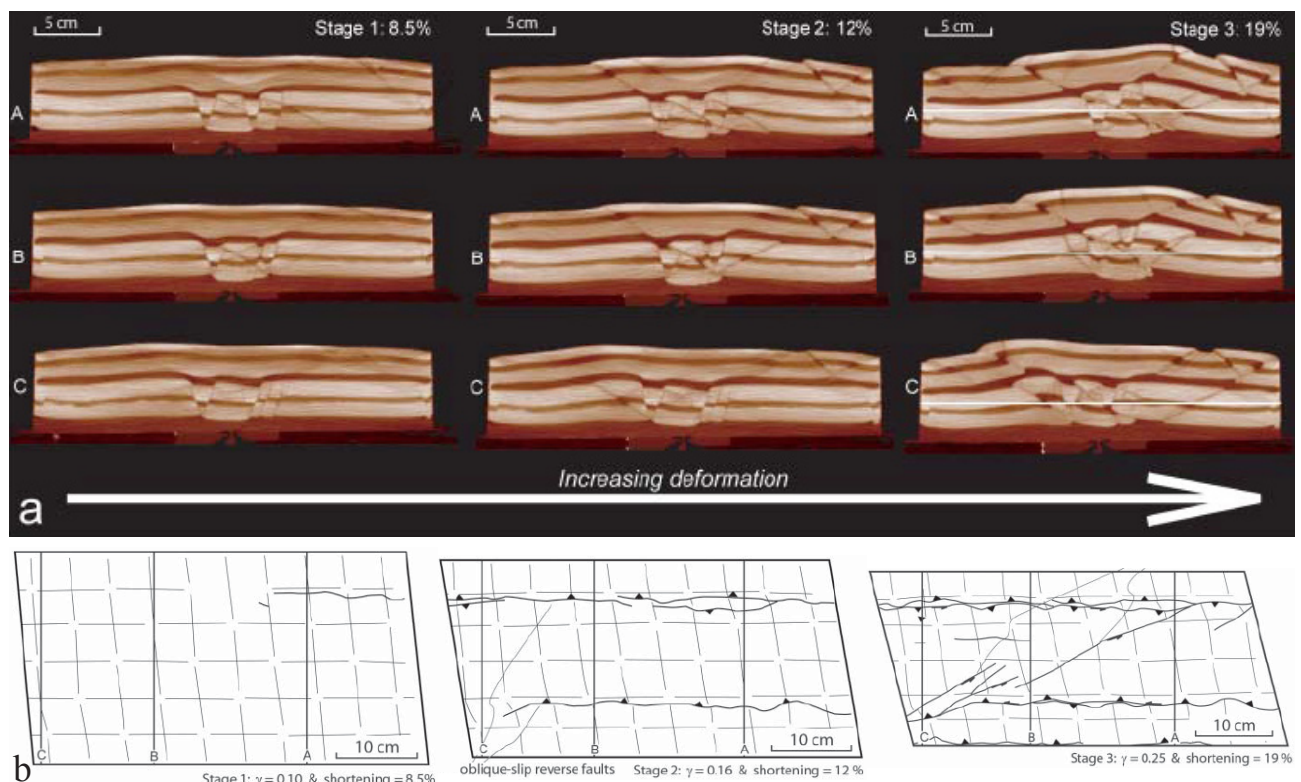 5 cm
Stage 1: 8.5%
5 cm
Stage 2: 12%
5 cm
Stage 3: 19%
A
A
A
B
B
B
C
C
C
Increasing deformation
a
C
B
A
10 cm
Stage 1: γ = 0.10 & shortening = 8.5%
C
B
A
10 cm
oblique-slip reverse faults
Stage 2: γ = 0.16 & shortening = 12 %
C
B
A
10 cm
Stage 3: γ = 0.25 & shortening = 19 %
b